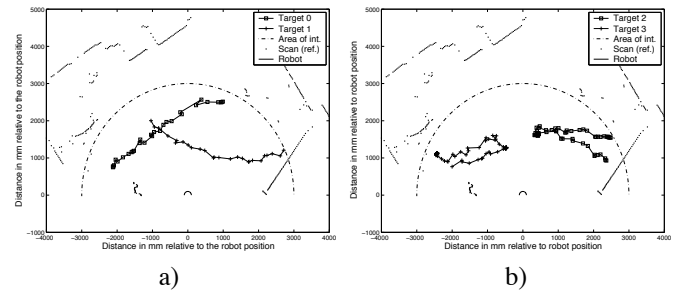 5000
4000
3000
2000
1000
0
−1000
−4000 −3000 −2000 −1000 0 1000 2000 3000 4000
Distance in mm relative to the robot position
Distance in mm relative to the robot position
Target 0
Target 1
Area of int.
Scan (ref.)
Robot
a)
5000
4000
3000
2000
1000
0
−1000
−4000 −3000 −2000 −1000 0 1000 2000 3000 4000
Distance in mm relative to robot position
Distance in mm relative to robot position
Target 2
Target 3
Area of int.
Scan (ref.)
Robot
b)